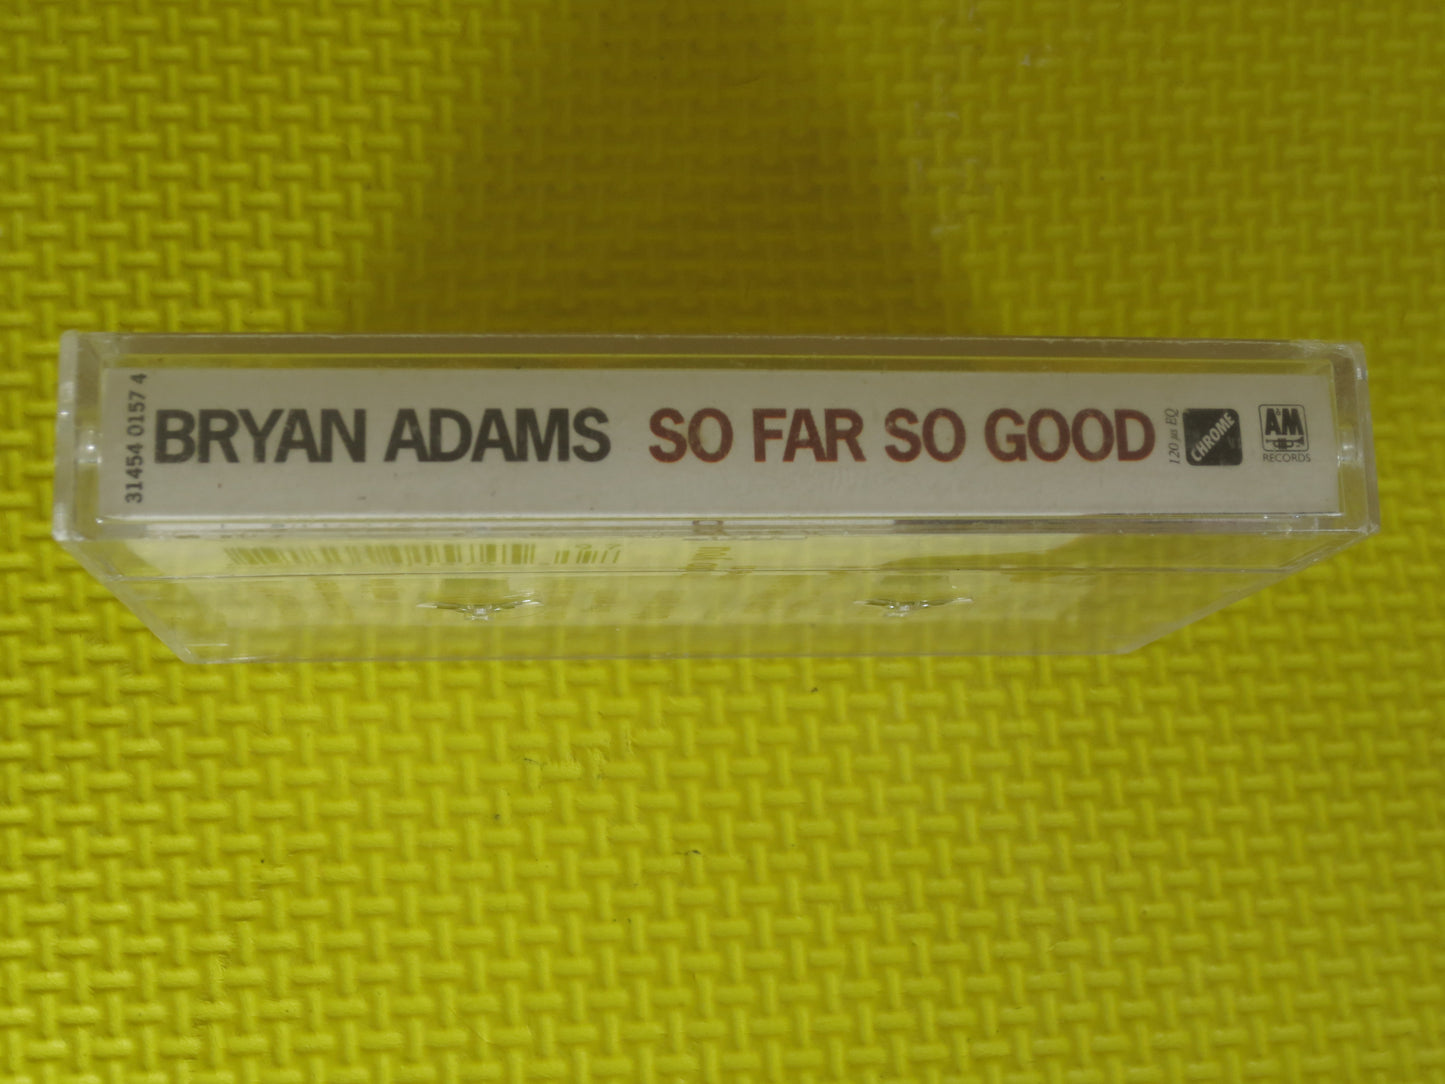 31454 0157 4
BRYAN ADAMS SO FAR SO GOOD
120 µs EQ
CHROME
A&M
RECORDS